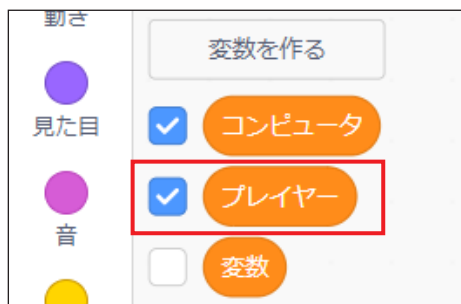 動き
変数を作る
見た目
コンピュータ
プレイヤー
音
変数